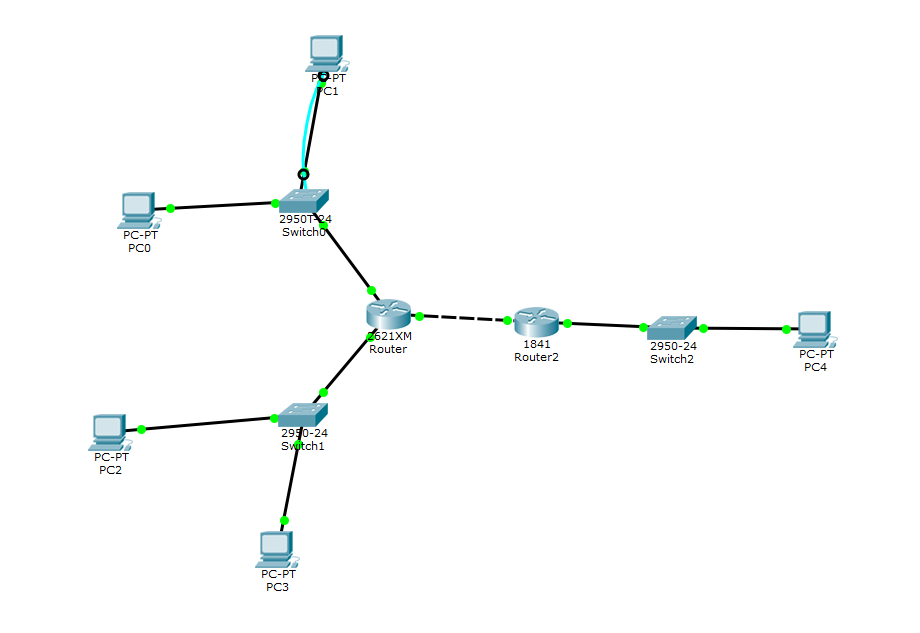 PC-PT
PC1
2950T-24
Switch0
PC-PT
PC0
2621XM
Router
1841
Router2
2950-24
Switch2
PC-PT
PC4
2950-24
Switch1
PC-PT
PC2
PC-PT
PC3